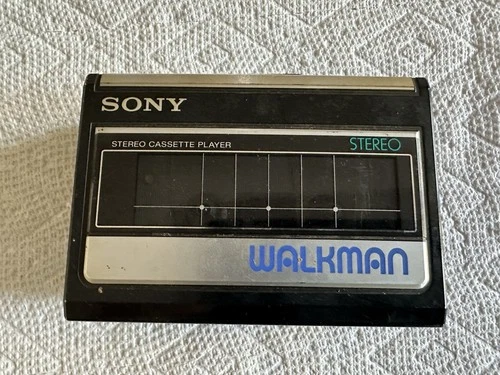 SONY
STEREO CASSETTE PLAYER STEREO
WALKMAN